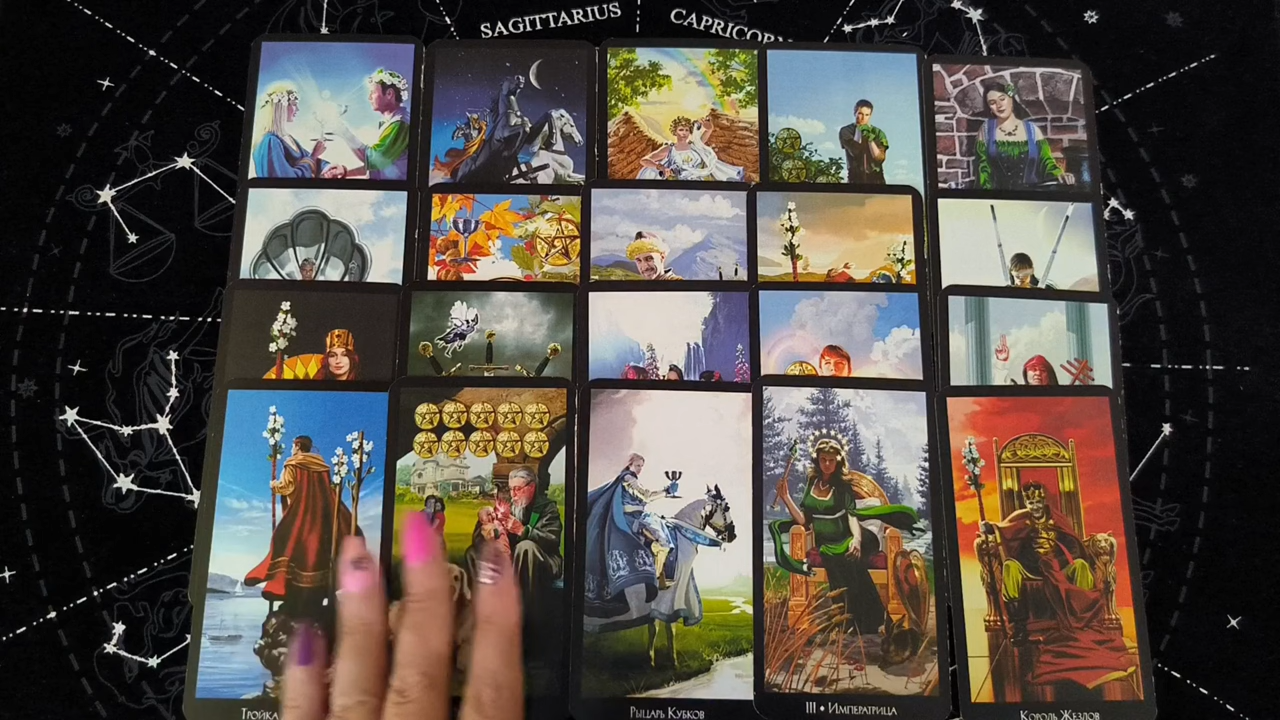 SAGITTARIUS
CAPRICORN
ТРОЙКА
РЫЦАРЬ КУБКОВ
III • ИМПЕРАТРИЦА
КОРОЛЬ ЖЕЗЛОВ